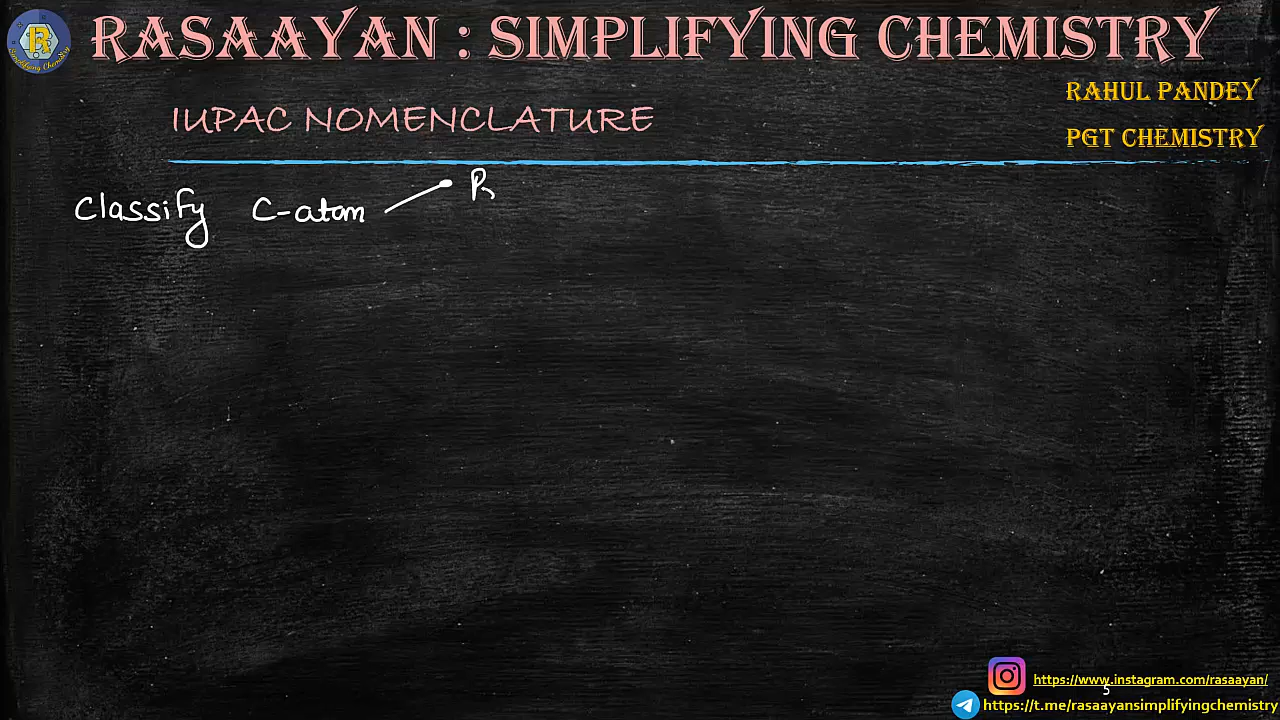 RASAAYAN : SIMPLIFYING CHEMISTRY
RAHUL PANDEY
IUPAC NOMENCLATURE
PGT CHEMISTRY
Classify C-atom
https://www.instagram.com/rasaayan/
5
https://t.me/rasaayansimplifyingchemistry